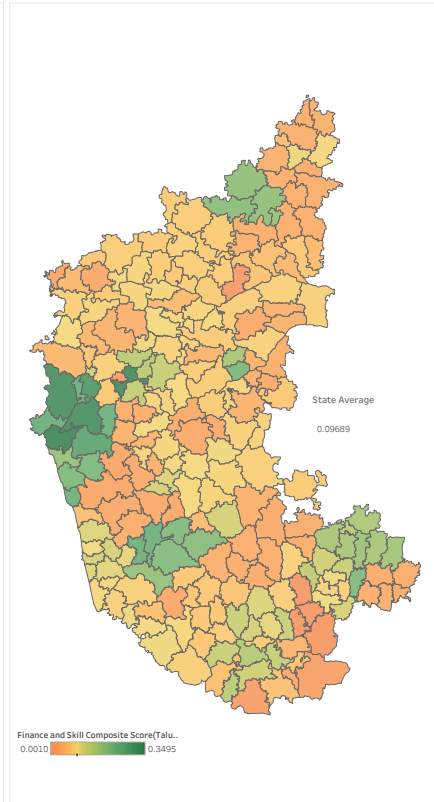 State Average
0.09689
Finance and Skill Composite Score(Talu..
0.0010
0.3495